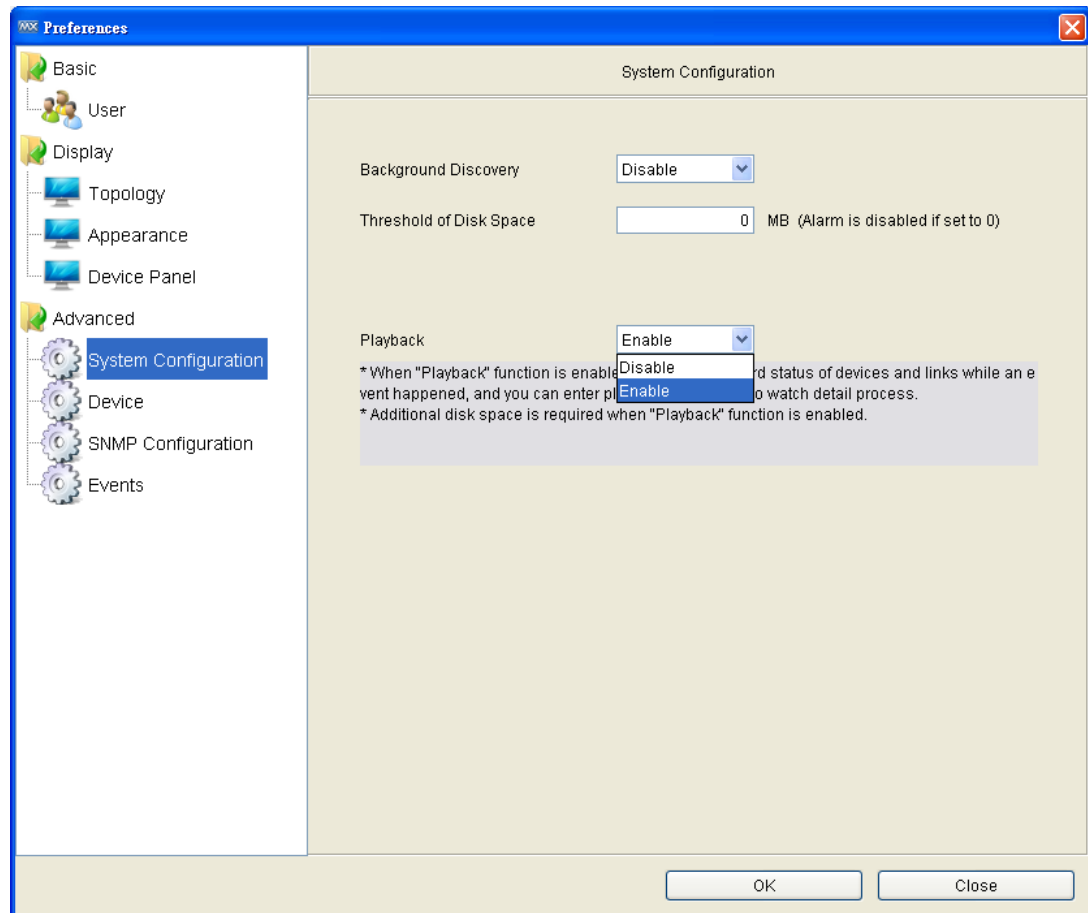 MX Preferences
Basic
User
Display
Topology
Appearance
Device Panel
Advanced
System Configuration
Device
SNMP Configuration
Events
System Configuration
Background Discovery Disable
Threshold of Disk Space 0 MB (Alarm is disabled if set to 0)
Playback Enable
Disable
Enable
* When "Playback" function is enable status of devices and links while an e
vent happened, and you can enter watch detail process.
* Additional disk space is required when "Playback" function is enabled.
OK Close